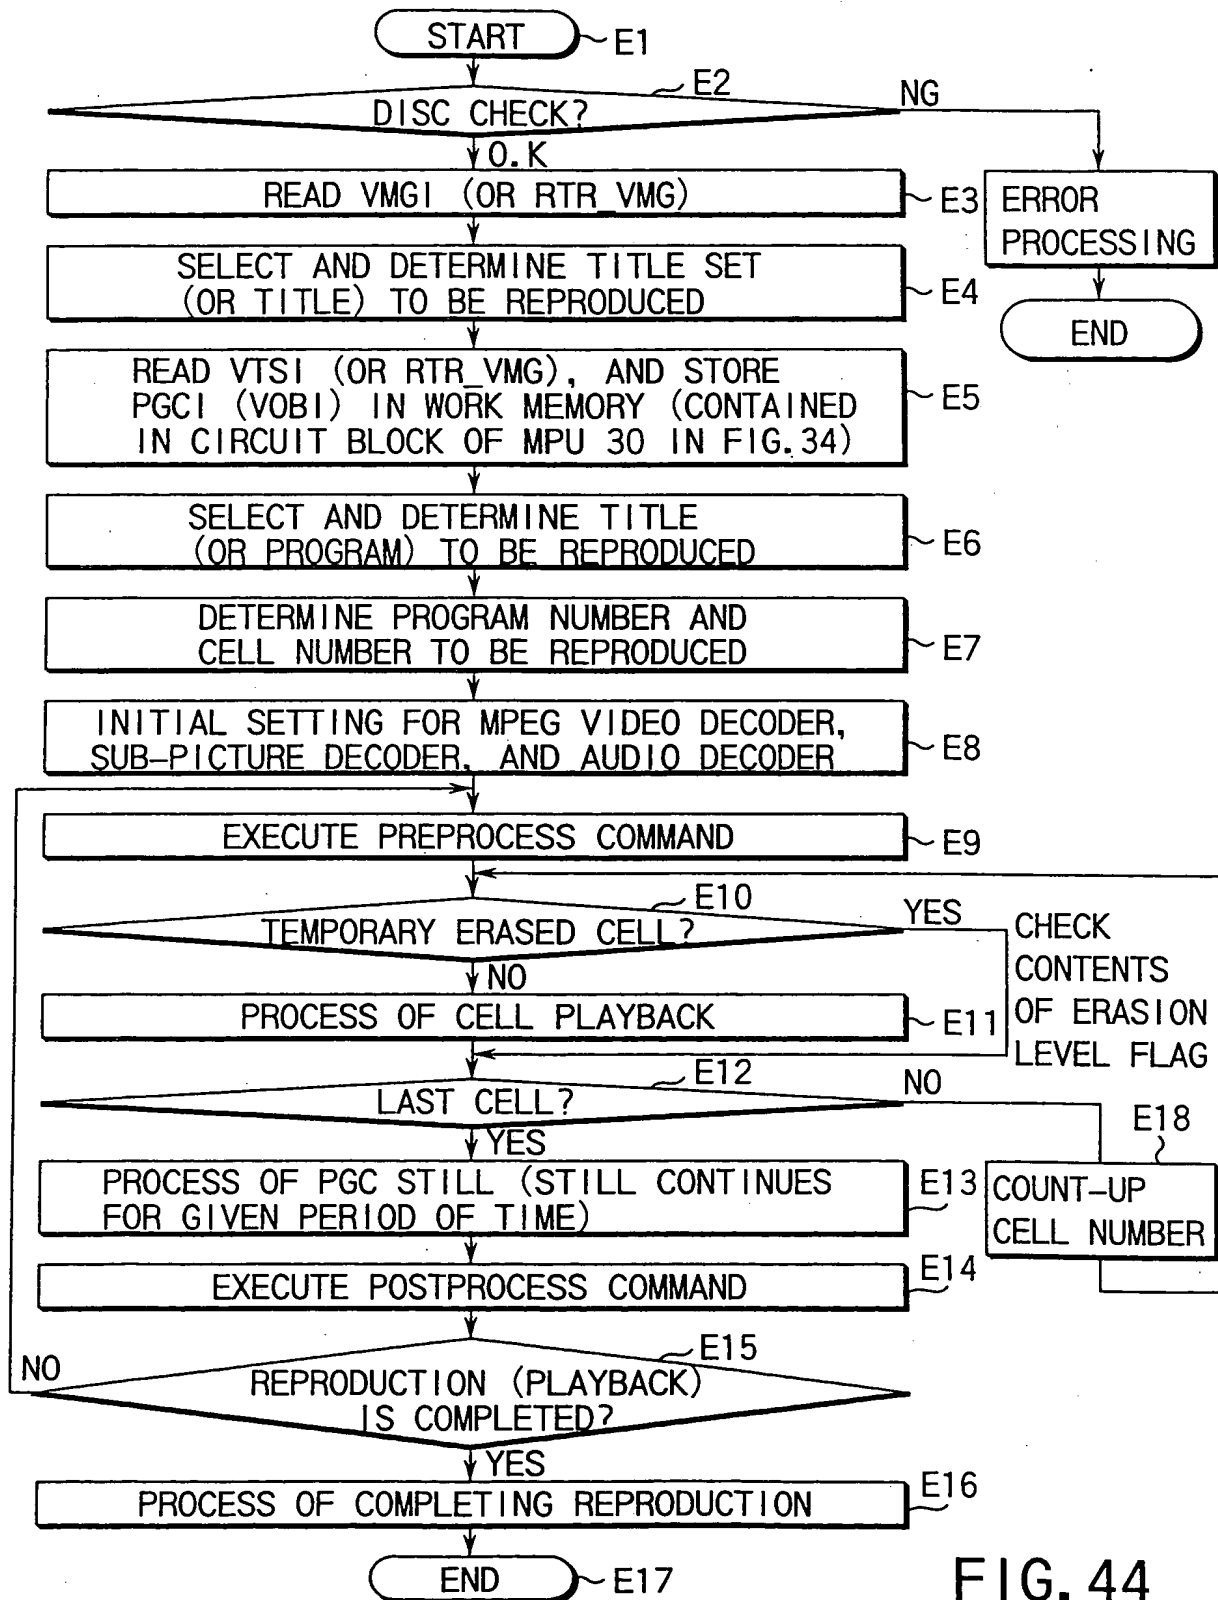 START
E1
E2
DISC CHECK?
NG
O.K
READ VMGI (OR RTR_VMG)
E3
ERROR
PROCESSING
END
SELECT AND DETERMINE TITLE SET
(OR TITLE) TO BE REPRODUCED
E4
READ VTSI (OR RTR_VMG), AND STORE
PGCI (VOBI) IN WORK MEMORY (CONTAINED
IN CIRCUIT BLOCK OF MPU 30 IN FIG.34)
E5
SELECT AND DETERMINE TITLE
(OR PROGRAM) TO BE REPRODUCED
E6
DETERMINE PROGRAM NUMBER AND
CELL NUMBER TO BE REPRODUCED
E7
INITIAL SETTING FOR MPEG VIDEO DECODER,
SUB-PICTURE DECODER, AND AUDIO DECODER
E8
EXECUTE PREPROCESS COMMAND
E9
E10
TEMPORARY ERASED CELL?
YES
CHECK
CONTENTS
OF ERASION
LEVEL FLAG
NO
PROCESS OF CELL PLAYBACK
E11
E12
LAST CELL?
NO
YES
E18
COUNT-UP
CELL NUMBER
PROCESS OF PGC STILL (STILL CONTINUES
FOR GIVEN PERIOD OF TIME)
E13
EXECUTE POSTPROCESS COMMAND
E14
E15
NO
REPRODUCTION (PLAYBACK)
IS COMPLETED?
YES
PROCESS OF COMPLETING REPRODUCTION
E16
END
E17
FIG. 44